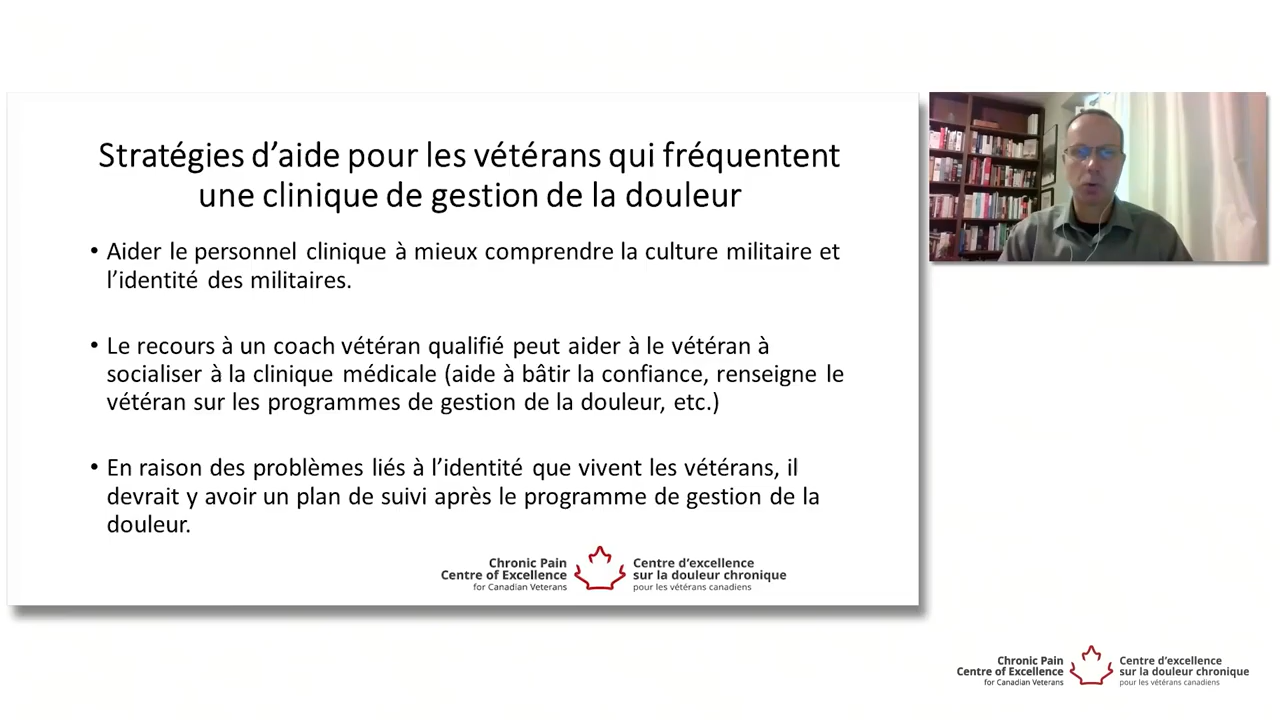 Stratégies d’aide pour les vétérans qui fréquentent
une clinique de gestion de la douleur
• Aider le personnel clinique à mieux comprendre la culture militaire et
l’identité des militaires.
• Le recours à un coach vétéran qualifié peut aider à le vétéran à
socialiser à la clinique médicale (aide à bâtir la confiance, renseigne le
vétéran sur les programmes de gestion de la douleur, etc.)
• En raison des problèmes liés à l’identité que vivent les vétérans, il
devrait y avoir un plan de suivi après le programme de gestion de la
douleur.
Chronic Pain
Centre of Excellence
for Canadian Veterans
Centre d’excellence
sur la douleur chronique
pour les vétérans canadiens
Chronic Pain
Centre of Excellence
for Canadian Veterans
Centre d’excellence
sur la douleur chronique
pour les vétérans canadiens